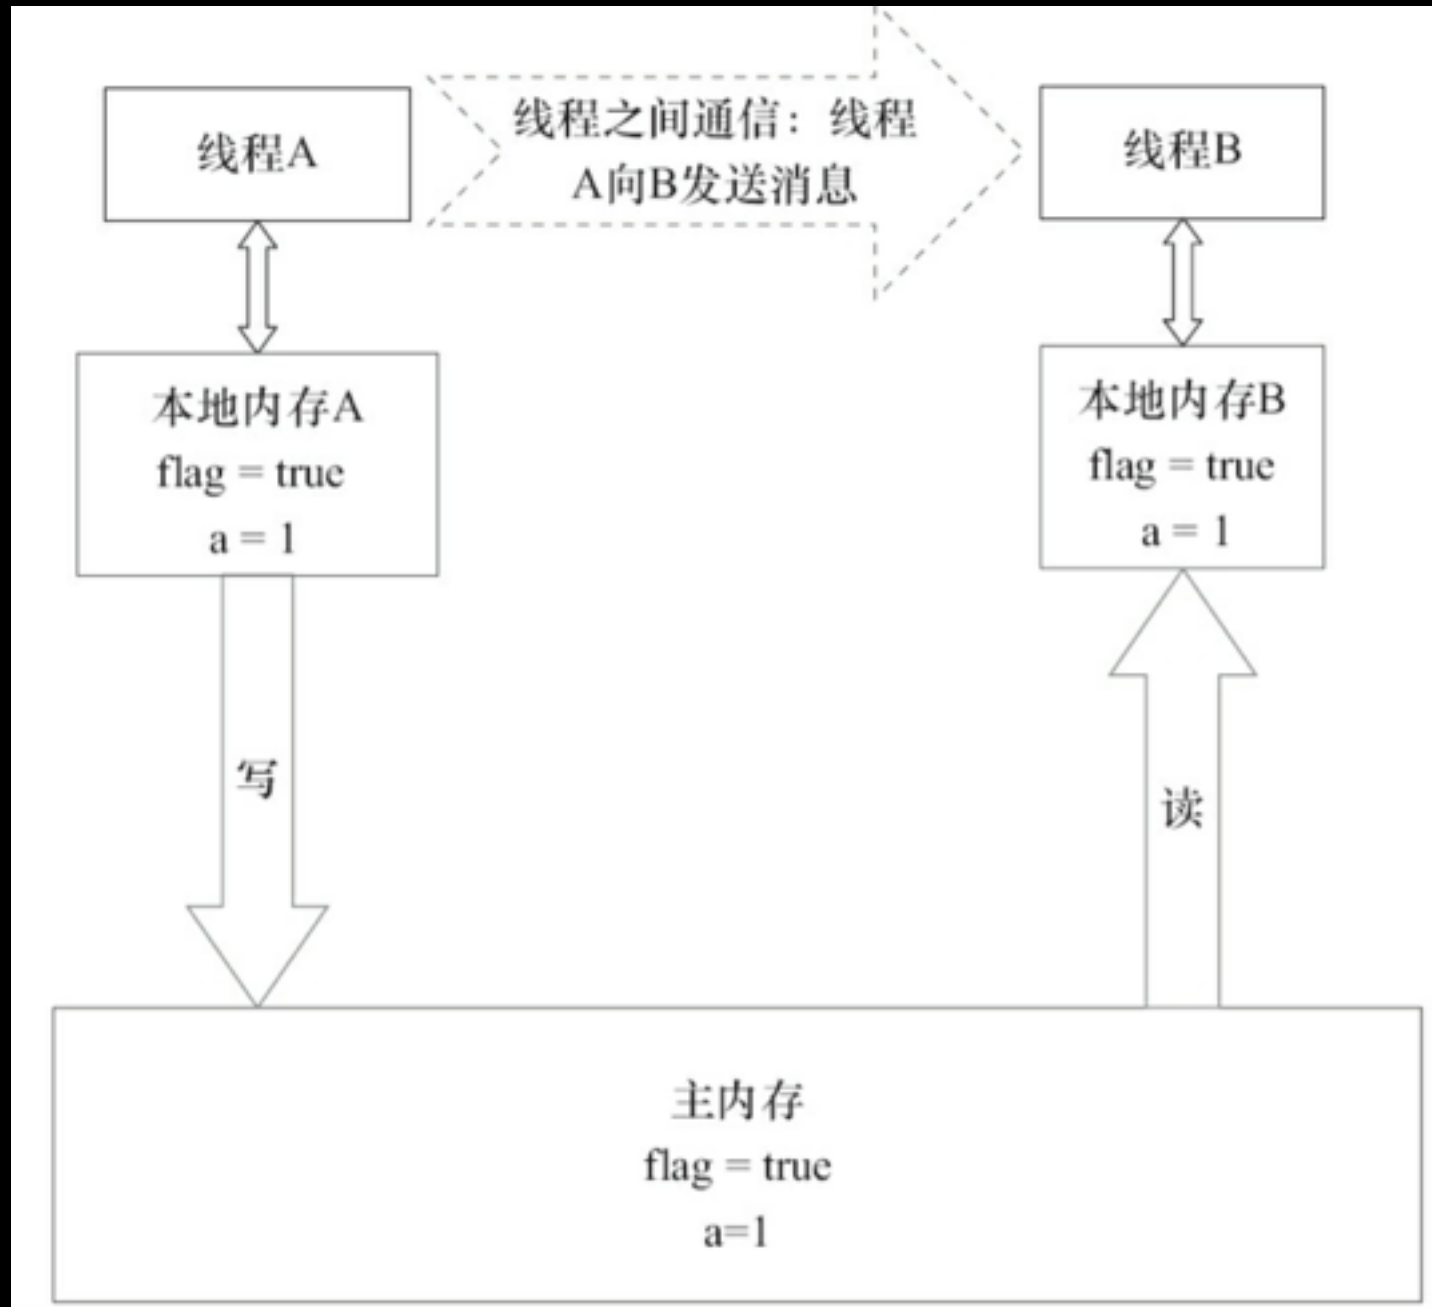 线程A
线程之间通信：线程
A向B发送消息
线程B
本地内存A
flag = true
a = 1
本地内存B
flag = true
a = 1
写
读
主内存
flag = true
a=1